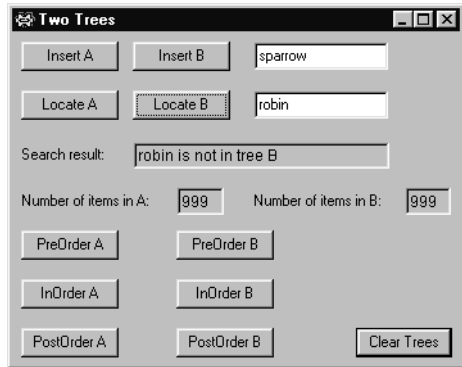 Two Trees
Insert A Insert B sparrow
Locate A Locate B robin
Search result: robin is not in tree B
Number of items in A: 999 Number of items in B: 999
PreOrder A PreOrder B
InOrder A InOrder B
PostOrder A PostOrder B Clear Trees